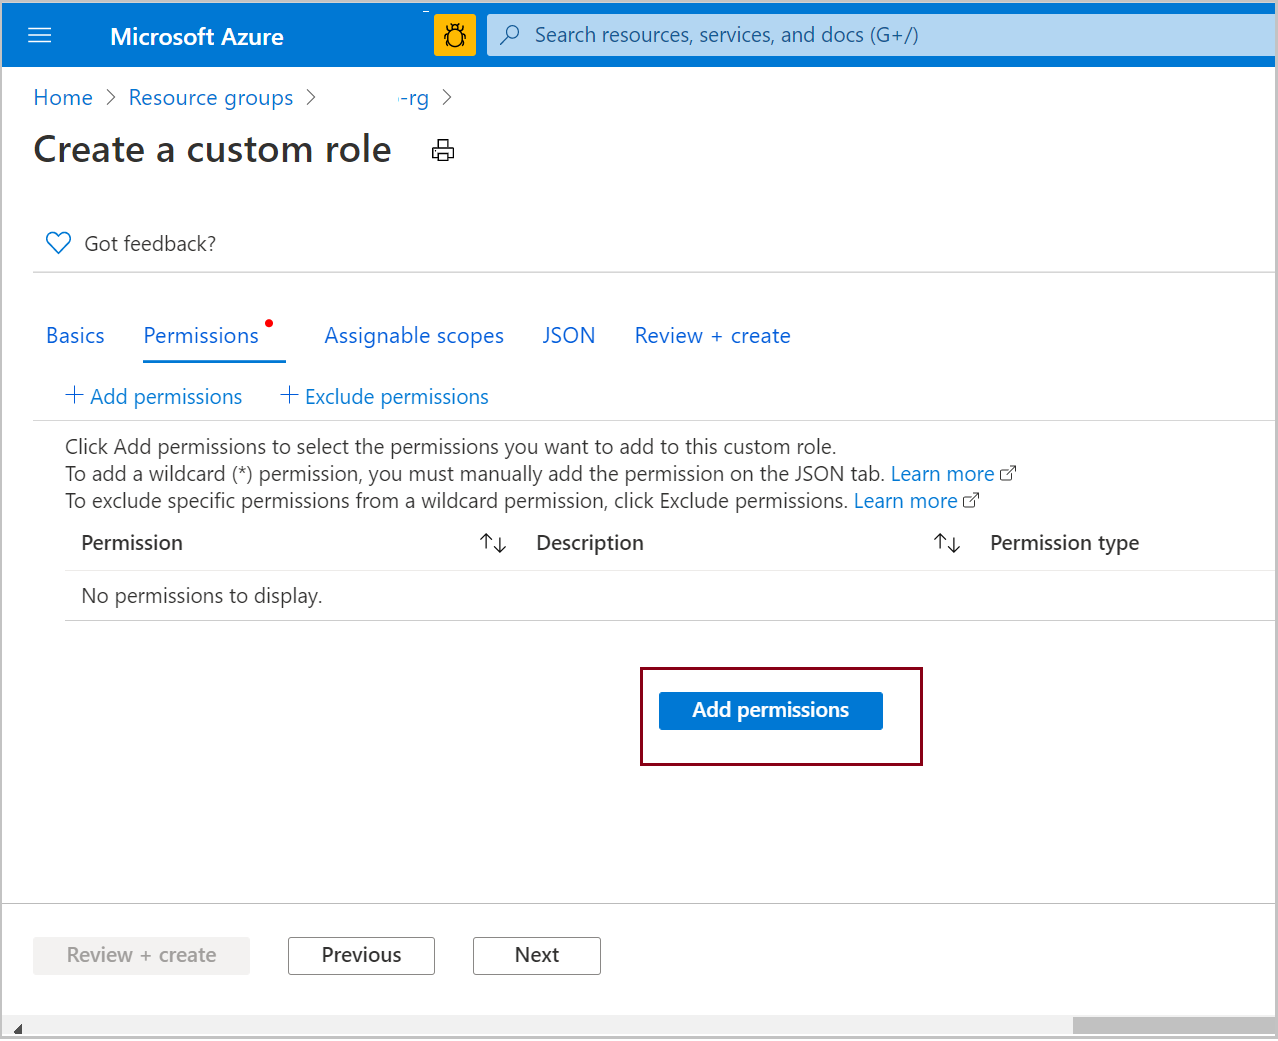 Microsoft Azure
Search resources, services, and docs (G+/)
Home > Resource groups > -rg >
Create a custom role
Got feedback?
Basics Permissions Assignable scopes JSON Review + create
+ Add permissions + Exclude permissions
Click Add permissions to select the permissions you want to add to this custom role.
To add a wildcard (*) permission, you must manually add the permission on the JSON tab. Learn more
To exclude specific permissions from a wildcard permission, click Exclude permissions. Learn more
Permission Description Permission type
No permissions to display.
Add permissions
Review + create Previous Next